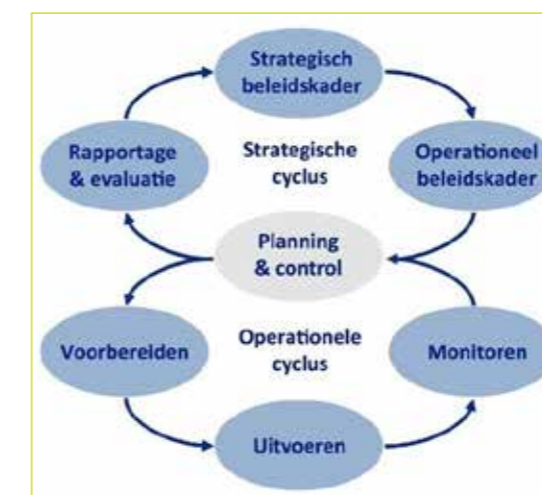 Strategisch
beleidskader
Rapportage
& evaluatie
Strategische
cyclus
Operationeel
beleidskader
Planning
& control
Voorbereiden
Operationele
cyclus
Monitoren
Uitvoeren